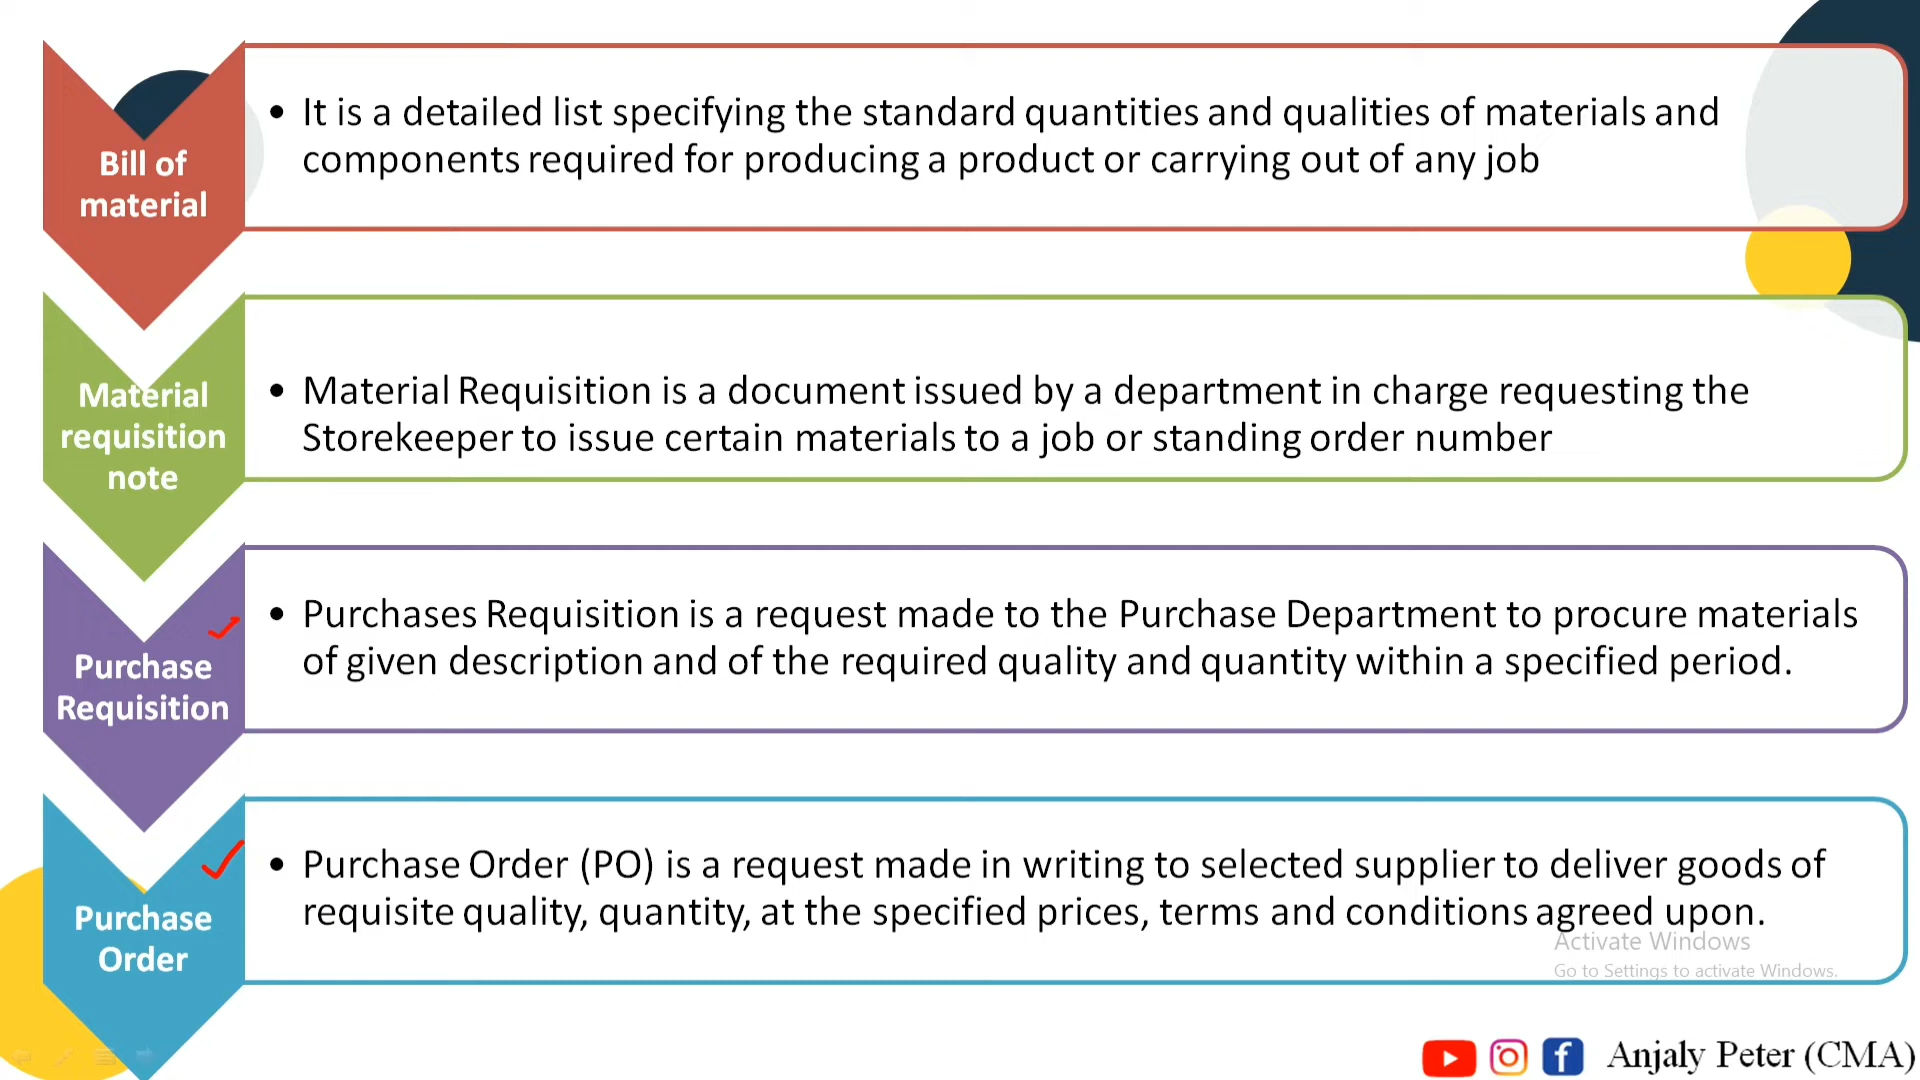 Bill of
material
• It is a detailed list specifying the standard quantities and qualities of materials and
components required for producing a product or carrying out of any job
Material
requisition
note
• Material Requisition is a document issued by a department in charge requesting the
Storekeeper to issue certain materials to a job or standing order number
Purchase
Requisition
• Purchases Requisition is a request made to the Purchase Department to procure materials
of given description and of the required quality and quantity within a specified period.
Purchase
Order
• Purchase Order (PO) is a request made in writing to selected supplier to deliver goods of
requisite quality, quantity, at the specified prices, terms and conditions agreed upon.
Activate Windows
Go to Settings to activate Windows.
Anjaly Peter (CMA)